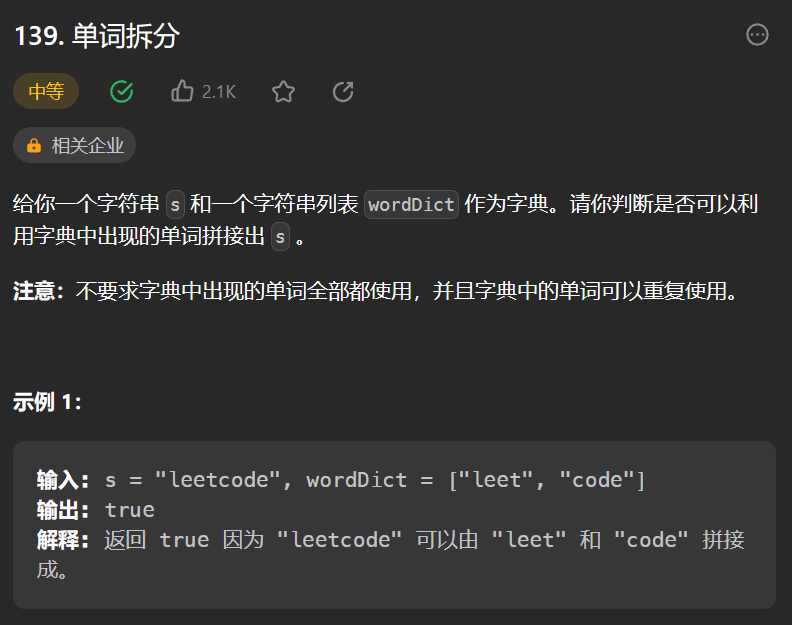 139. 单词拆分
中等
2.1K
相关企业
给你一个字符串 s 和一个字符串列表 wordDict 作为字典。请你判断是否可以利
用字典中出现的单词拼接出 s 。
注意：不要求字典中出现的单词全部都使用，并且字典中的单词可以重复使用。
示例 1：
输入: s = "leetcode", wordDict = ["leet", "code"]
输出: true
解释: 返回 true 因为 "leetcode" 可以由 "leet" 和 "code" 拼接
成。